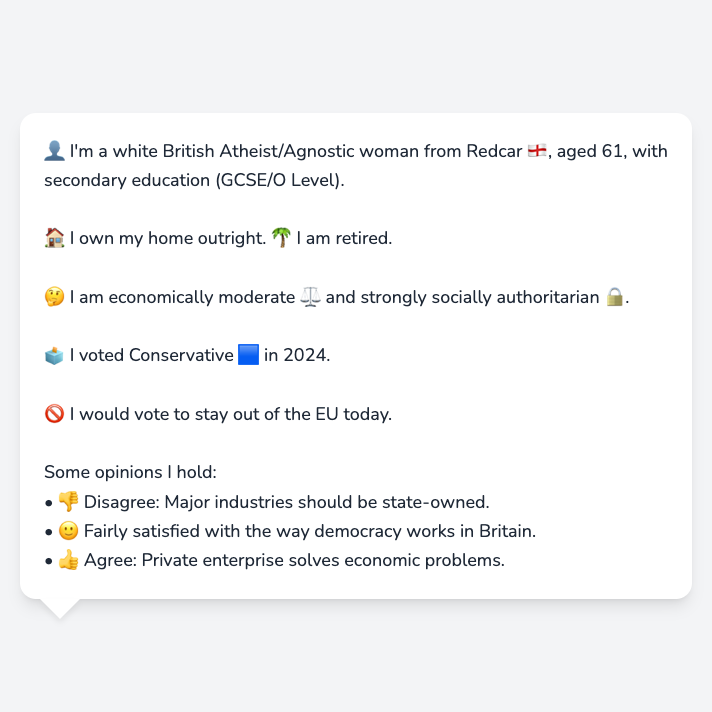 👤 I'm a white British Atheist/Agnostic woman from Redcar 🏴󠁧󠁢󠁥󠁮󠁧󠁿, aged 61, with
secondary education (GCSE/O Level).
🏠 I own my home outright. 🌴 I am retired.
🤔 I am economically moderate ⚖️ and strongly socially authoritarian 🔒.
🗳️ I voted Conservative 🟦 in 2024.
🚫 I would vote to stay out of the EU today.
Some opinions I hold:
• 👎 Disagree: Major industries should be state-owned.
• 🙂 Fairly satisfied with the way democracy works in Britain.
• 👍 Agree: Private enterprise solves economic problems.